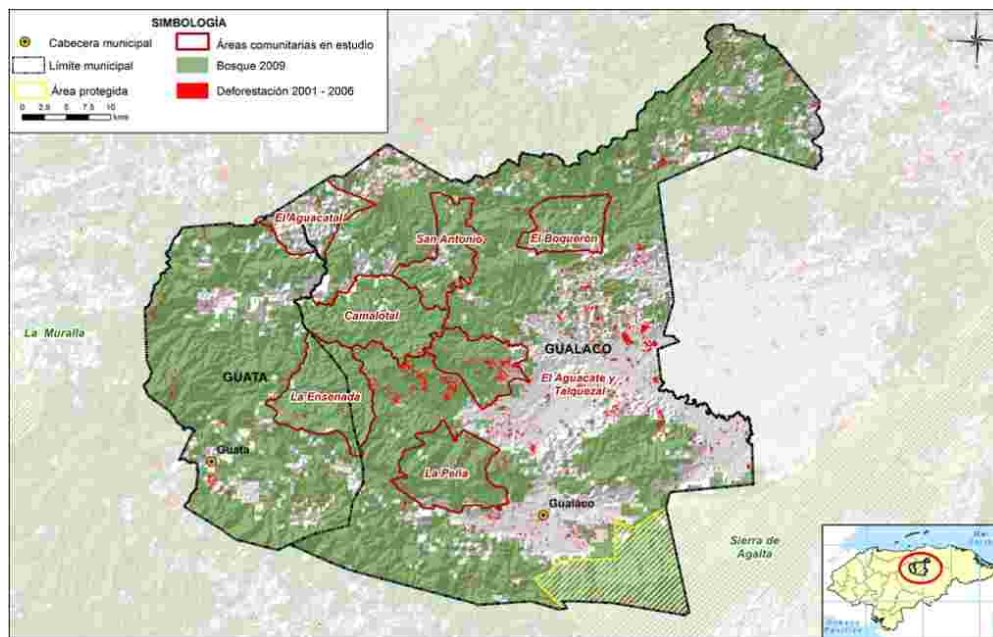 SIMBOLOGÍA
Cabecera municipal
Límite municipal
Área protegida
0 2.5 5 7.5 10
kms
Áreas comunitarias en estudio
Bosque 2009
Deforestación 2001 - 2006
El Aguacatal
San Antonio
El Boquerón
Camalotal
La Muralla
GUALACO
GUATA
El Aguacate y
Talquezal
La Ensenada
Guata
La Peña
Gualaco
Sierra de
Agalta
Mar